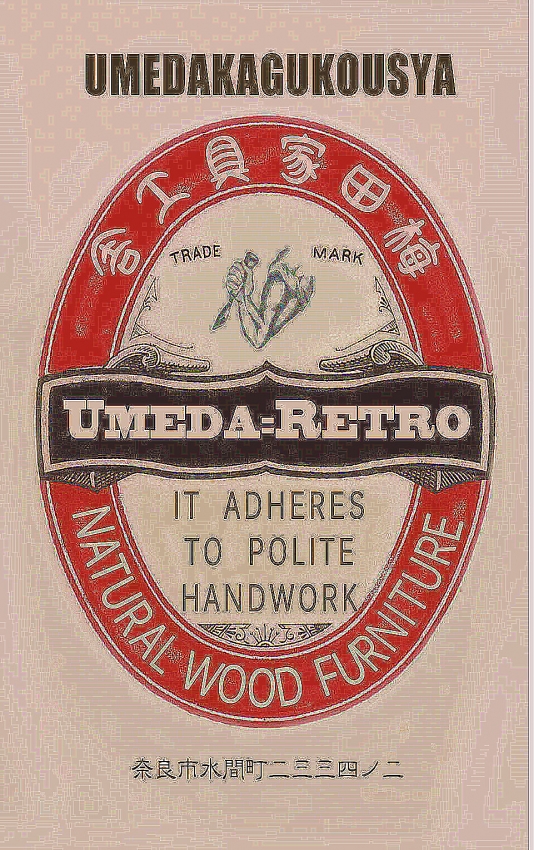 UMEDAKAGUKOUSYA
梅田家具工舎
TRADE MARK
UMEDA=RETRO
IT ADHERES
TO POLITE
HANDWORK
NATURAL WOOD FURNITURE
奈良市水間町二三三四ノ二